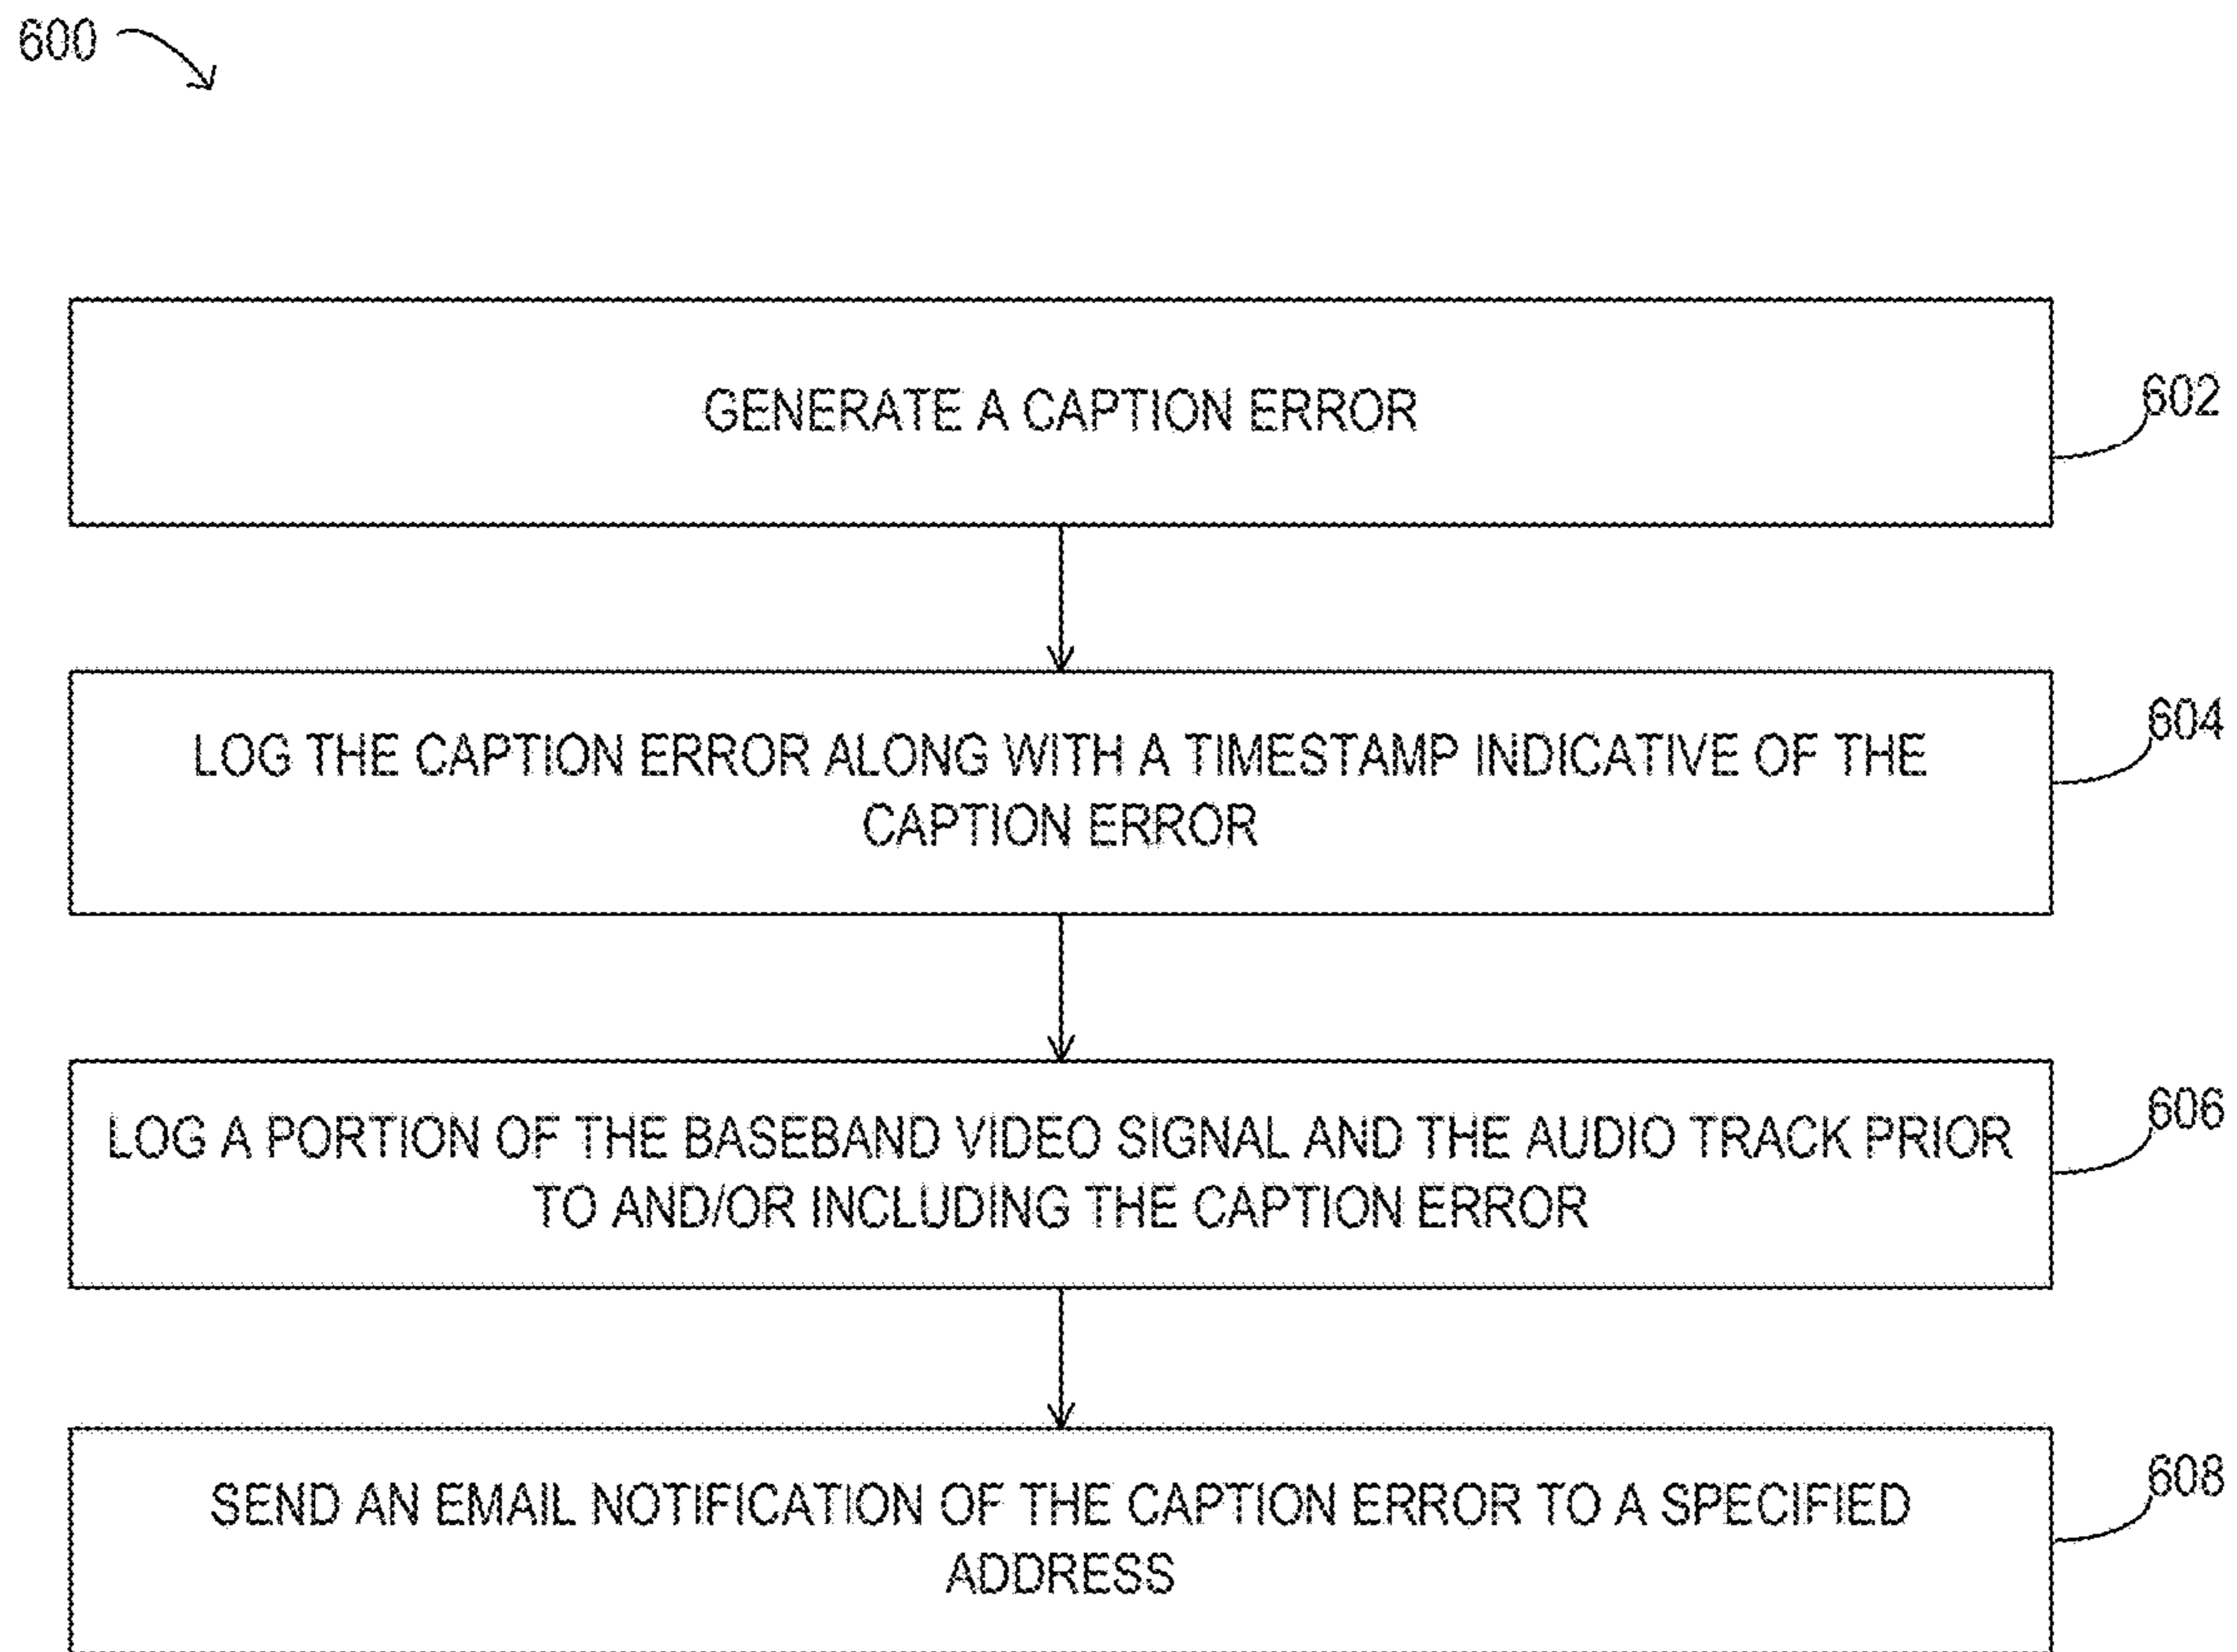 600
GENERATE A CAPTION ERROR
602
LOG THE CAPTION ERROR ALONG WITH A TIMESTAMP INDICATIVE OF THE
CAPTION ERROR
604
LOG A PORTION OF THE BASEBAND VIDEO SIGNAL AND THE AUDIO TRACK PRIOR
TO AND/OR INCLUDING THE CAPTION ERROR
606
SEND AN EMAIL NOTIFICATION OF THE CAPTION ERROR TO A SPECIFIED
ADDRESS
608